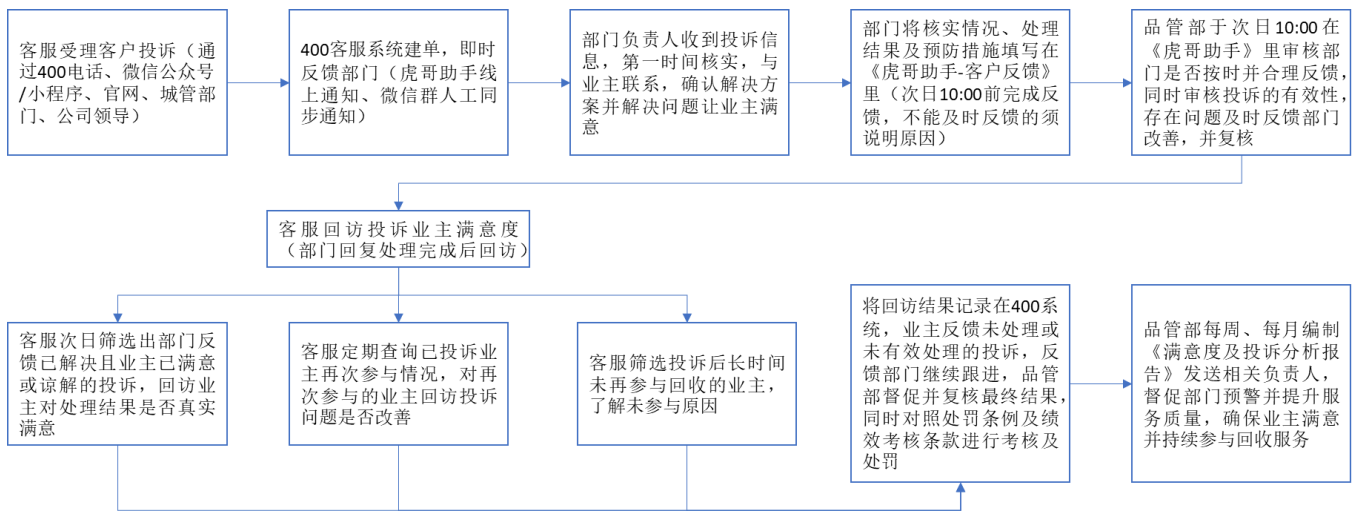 客服受理客户投诉（通
过400电话、微信公众号
/小程序、官网、城管部
门、公司领导）
400客服系统建单，即时
反馈部门（虎哥助手线
上通知、微信群人工同
步通知）
部门负责人收到投诉信
息，第一时间核实，与
业主联系，确认解决方
案并解决问题让业主满
意
部门将核实情况、处理
结果及预防措施填写在
《虎哥助手-客户反馈》
里（次日10:00前完成反
馈，不能及时反馈的须
说明原因）
品管部于次日10:00在
《虎哥助手》里审核部
门是否按时并合理反馈，
同时审核投诉的有效性，
存在问题及时反馈部门
改善，并复核
客服回访投诉业主满意度
（部门回复处理完成后回访）
客服次日筛选出部门反
馈已解决且业主已满意
或谅解的投诉，回访业
主对处理结果是否真实
满意
客服定期查询已投诉业
主再次参与情况，对再
次参与的业主回访投诉
问题是否改善
客服筛选投诉后长时间
未再参与回收的业主，
了解未参与原因
将回访结果记录在400系
统，业主反馈未处理或
未有效处理的投诉，反
馈部门继续跟进，品管
部督促并复核最终结果，
同时对照处罚条例及绩
效考核条款进行考核及
处罚
品管部每周、每月编制
《满意度及投诉分析报
告》发送相关负责人，
督促部门预警并提升服
务质量，确保业主满意
并持续参与回收服务